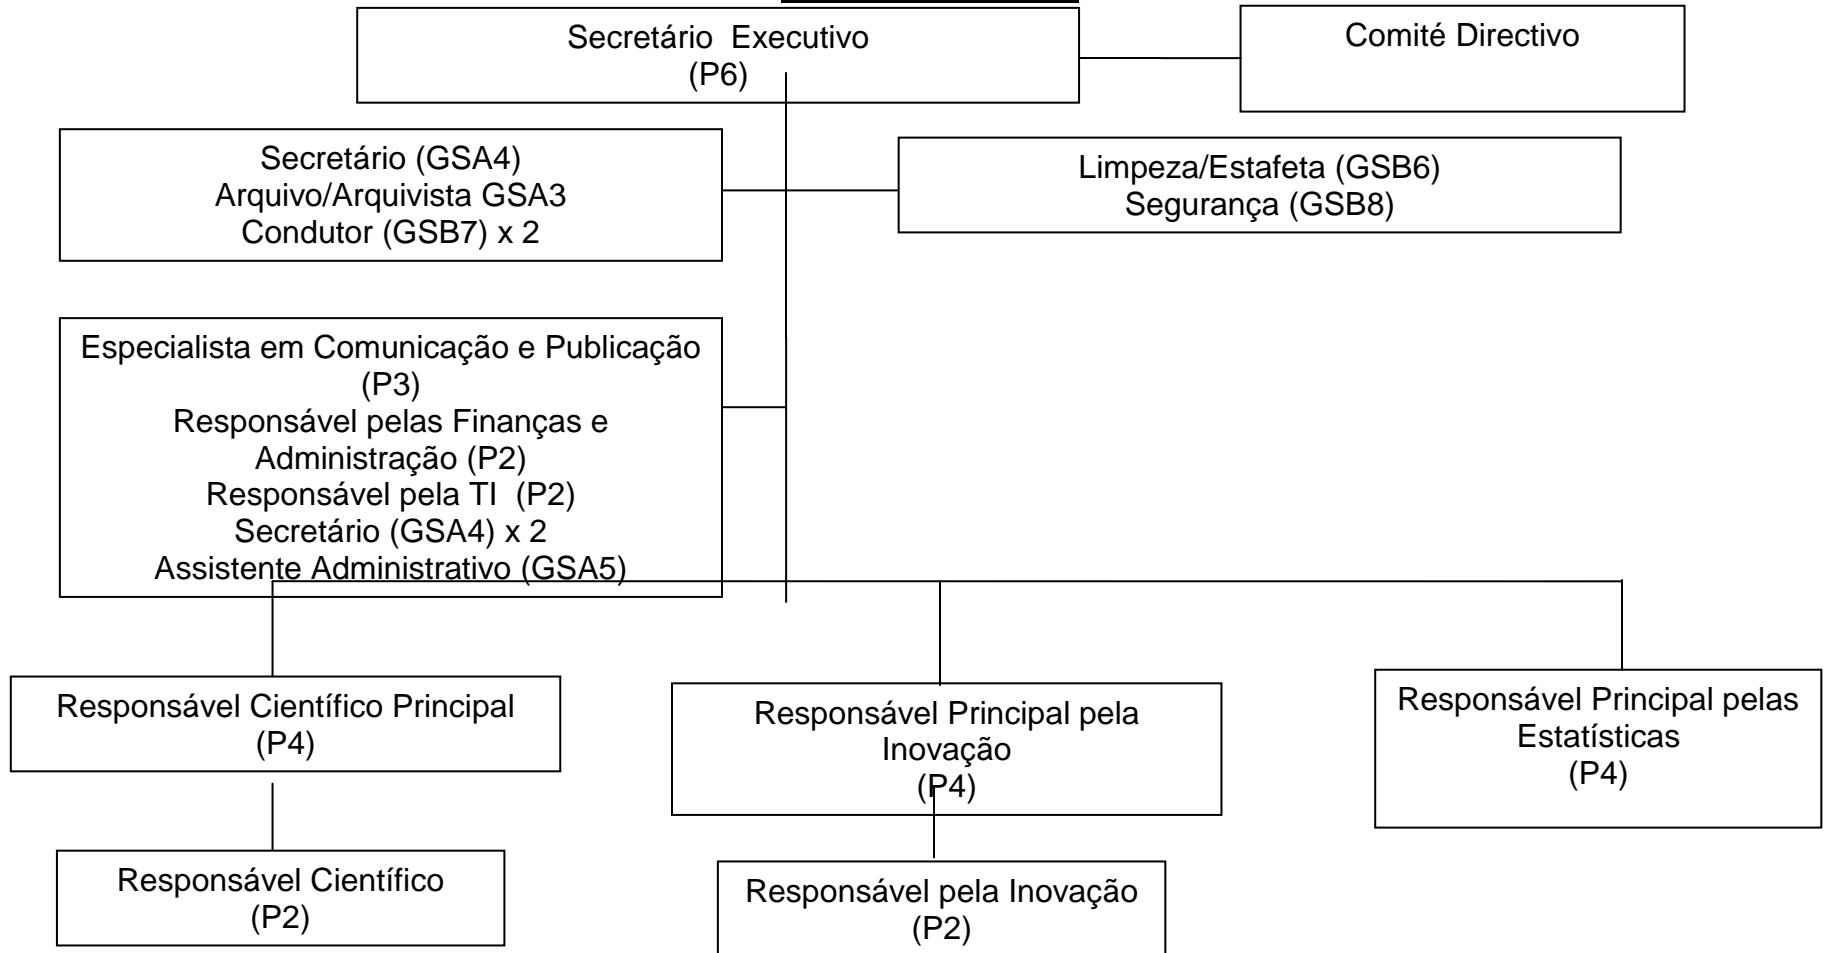 Secretário  Executivo
(P6)
Comité Directivo
Secretário (GSA4)
Arquivo/Arquivista GSA3
Condutor (GSB7) x 2
Limpeza/Estafeta (GSB6)
Segurança (GSB8)
Especialista em Comunicação e Publicação
(P3)
Responsável pelas Finanças e
Administração (P2)
Responsável pela TI  (P2)
Secretário (GSA4) x 2
Assistente Administrativo (GSA5)
Responsável Científico Principal
(P4)
Responsável Principal pela
Inovação
(P4)
Responsável Principal pelas
Estatísticas
(P4)
Responsável Científico
(P2)
Responsável pela Inovação
(P2)